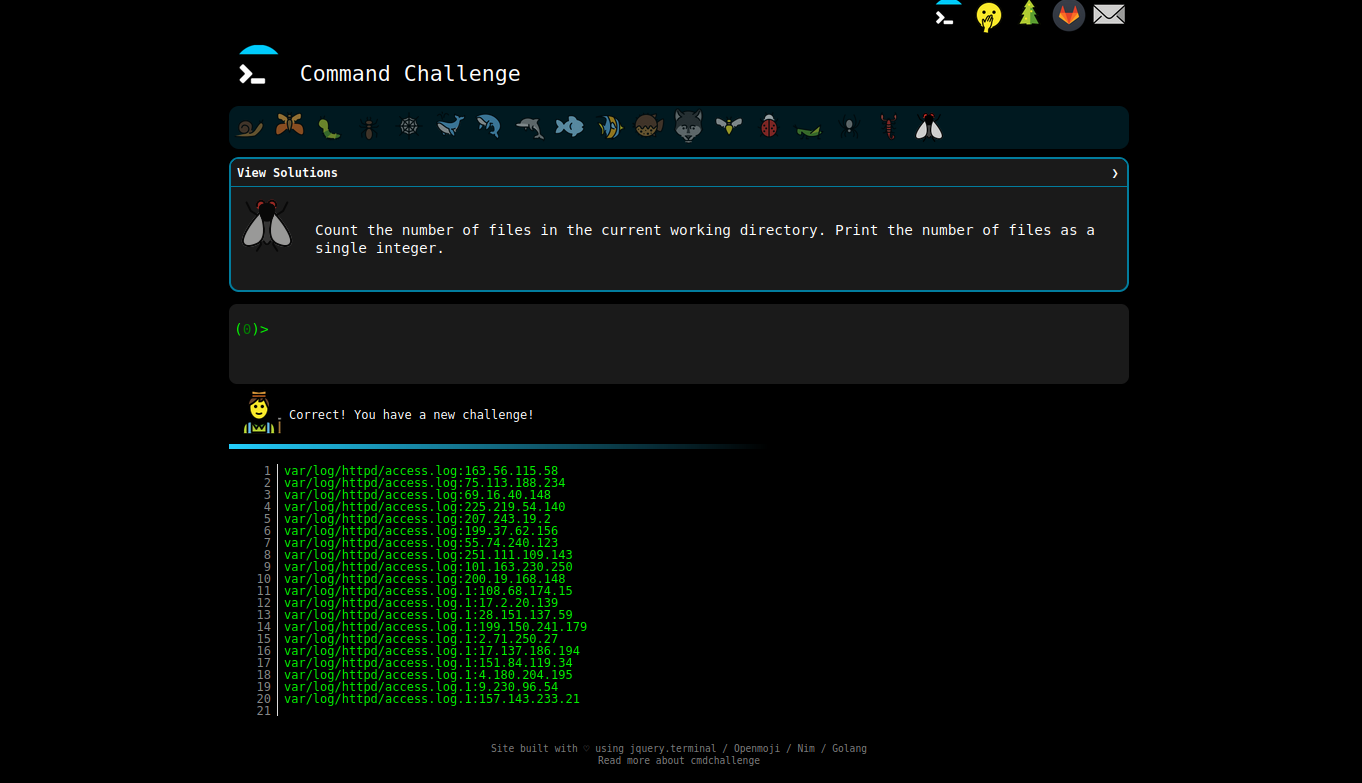 Command Challenge
View Solutions ❯
Count the number of files in the current working directory. Print the number of files as a
single integer.
(0)>
Correct! You have a new challenge!
1 var/log/httpd/access.log:163.56.115.58
2 var/log/httpd/access.log:75.113.188.234
3 var/log/httpd/access.log:69.16.40.148
4 var/log/httpd/access.log:225.219.54.140
5 var/log/httpd/access.log:207.243.19.2
6 var/log/httpd/access.log:199.37.62.156
7 var/log/httpd/access.log:55.74.240.123
8 var/log/httpd/access.log:251.111.109.143
9 var/log/httpd/access.log:101.163.230.250
10 var/log/httpd/access.log:200.19.168.148
11 var/log/httpd/access.log.1:108.68.174.15
12 var/log/httpd/access.log.1:17.2.20.139
13 var/log/httpd/access.log.1:28.151.137.59
14 var/log/httpd/access.log.1:199.150.241.179
15 var/log/httpd/access.log.1:2.71.250.27
16 var/log/httpd/access.log.1:17.137.186.194
17 var/log/httpd/access.log.1:151.84.119.34
18 var/log/httpd/access.log.1:4.180.204.195
19 var/log/httpd/access.log.1:9.230.96.54
20 var/log/httpd/access.log.1:157.143.233.21
21
Site built with ♡ using jquery.terminal / Openmoji / Nim / Golang
Read more about cmdchallenge